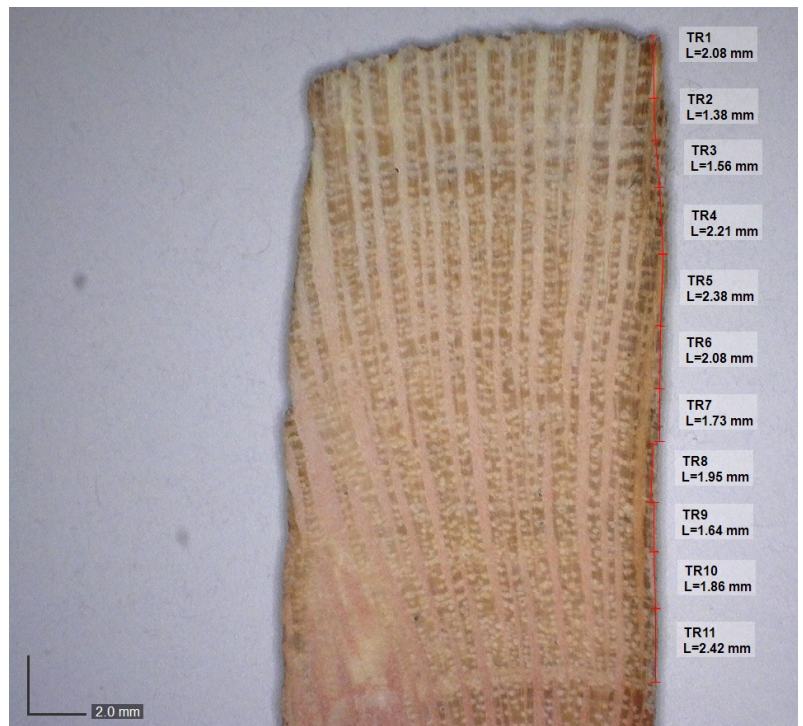 TR1
L=2.08 mm
TR2
L=1.38 mm
TR3
L=1.56 mm
TR4
L=2.21 mm
TR5
L=2.38 mm
TR6
L=2.08 mm
TR7
L=1.73 mm
TR8
L=1.95 mm
TR9
L=1.64 mm
TR10
L=1.86 mm
TR11
L=2.42 mm
2.0 mm